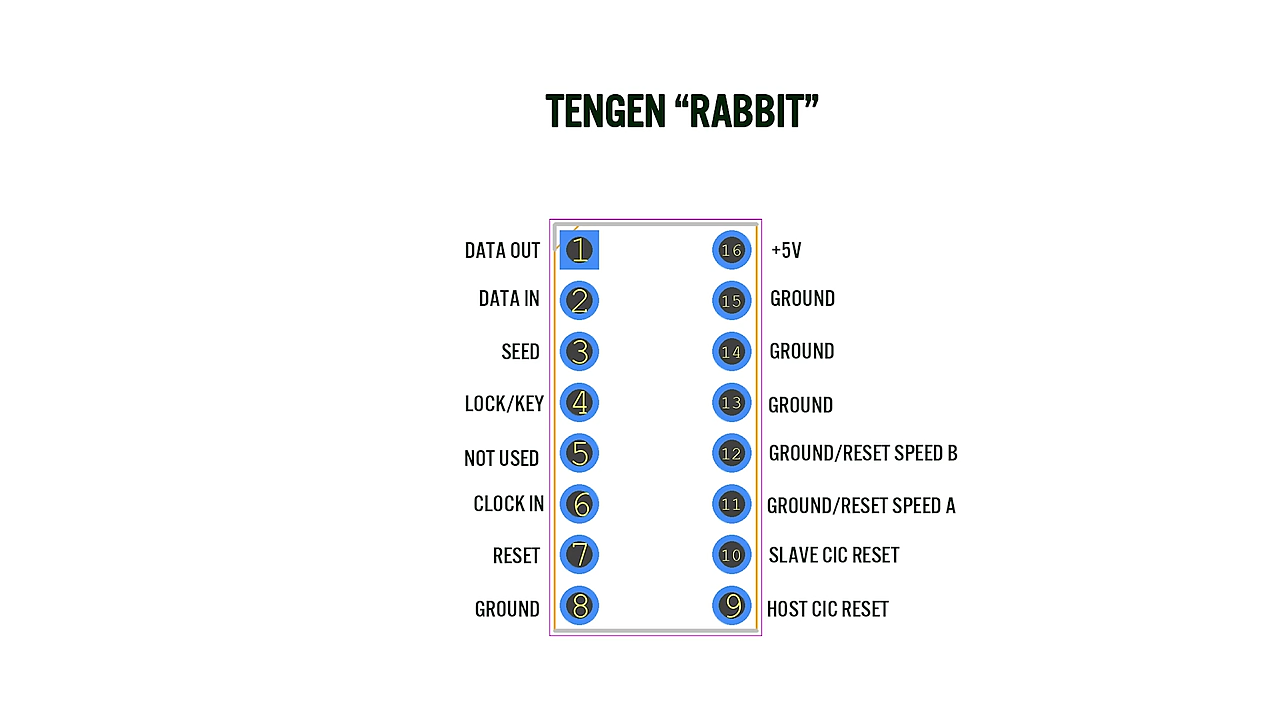 TENGEN “RABBIT”
DATA OUT 1 16 +5V
DATA IN 2 15 GROUND
SEED 3 14 GROUND
LOCK/KEY 4 13 GROUND
NOT USED 5 12 GROUND/RESET SPEED B
CLOCK IN 6 11 GROUND/RESET SPEED A
RESET 7 10 SLAVE CIC RESET
GROUND 8 9 HOST CIC RESET